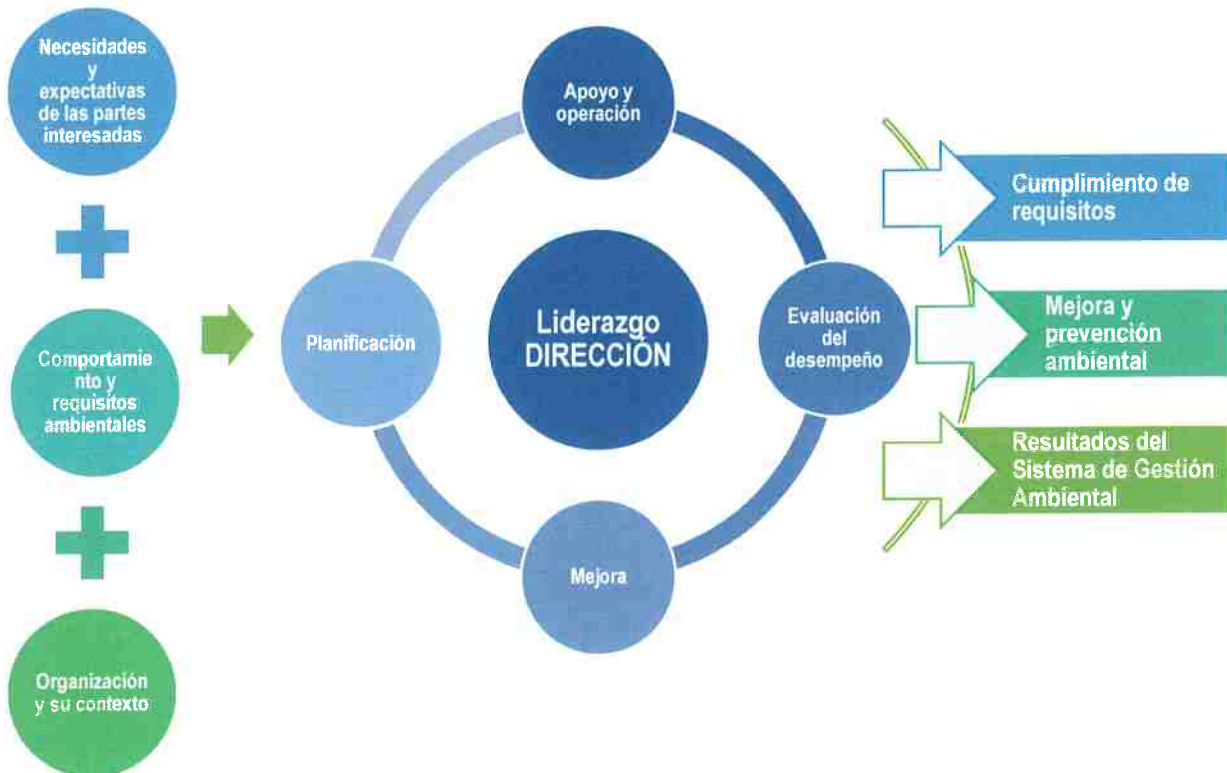 Necesidades
y
expectativas
de las partes
interesadas
Comportamie
nto y
requisitos
ambientales
Organización
y su contexto
Apoyo y
operación
Planificación
Liderazgo
DIRECCIÓN
Evaluación
del
desempeño
Mejora
Cumplimiento de
requisitos
Mejora y
prevención
ambiental
Resultados del
Sistema de Gestión
Ambiental